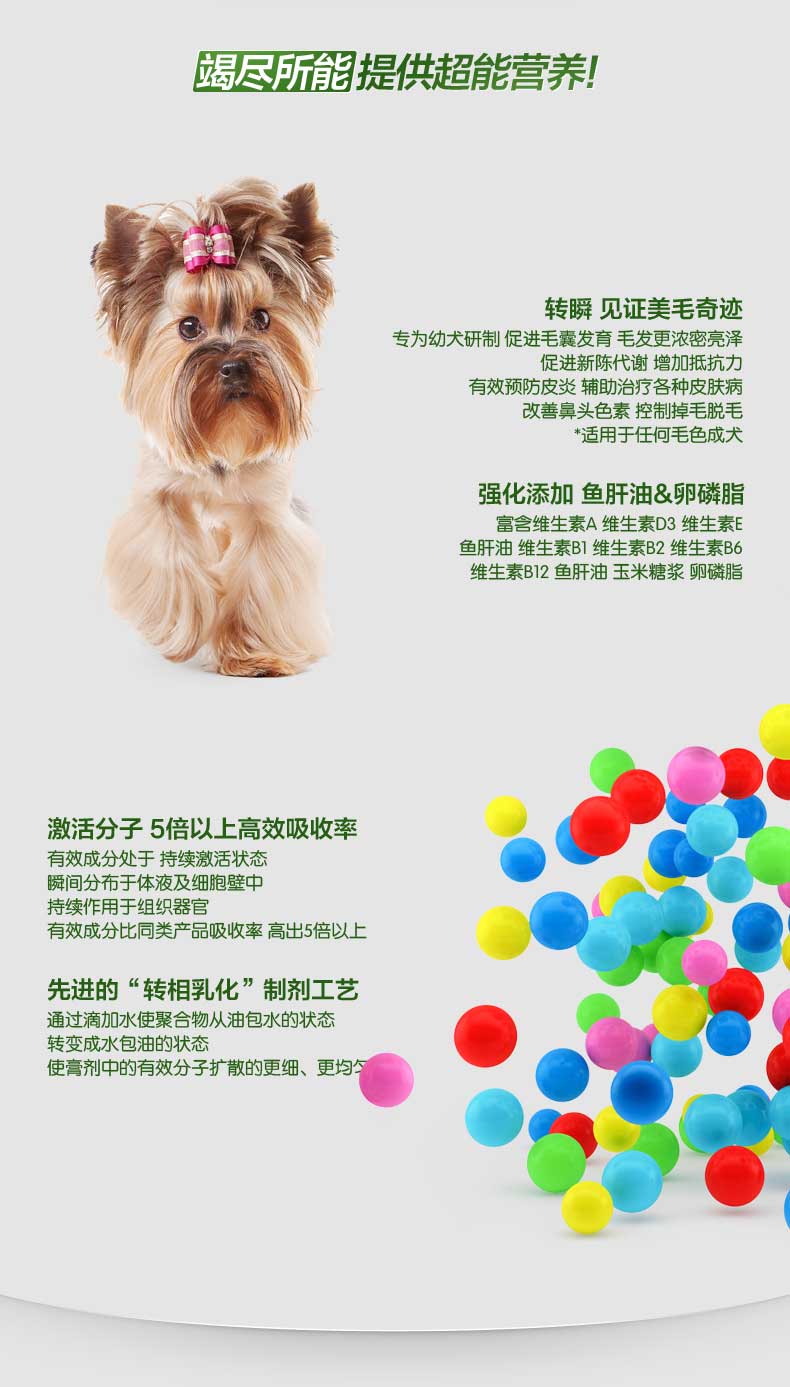 竭尽所能 提供超能营养!
转瞬 见证美毛奇迹
专为幼犬研制 促进毛囊发育 毛发更浓密亮泽
促进新陈代谢 增加抵抗力
有效预防皮炎 辅助治疗各种皮肤病
改善鼻头色素 控制掉毛脱毛
*适用于任何毛色成犬
强化添加 鱼肝油&卵磷脂
富含维生素A 维生素D3 维生素E
鱼肝油 维生素B1 维生素B2 维生素B6
维生素B12 鱼肝油 玉米糖浆 卵磷脂
激活分子 5倍以上高效吸收率
有效成分处于 持续激活状态
瞬间分布于体液及细胞壁中
持续作用于组织器官
有效成分比同类产品吸收率 高出5倍以上
先进的“转相乳化”制剂工艺
通过滴加水使聚合物从油包水的状态
转变成水包油的状态
使膏剂中的有效分子扩散的更细、更均匀